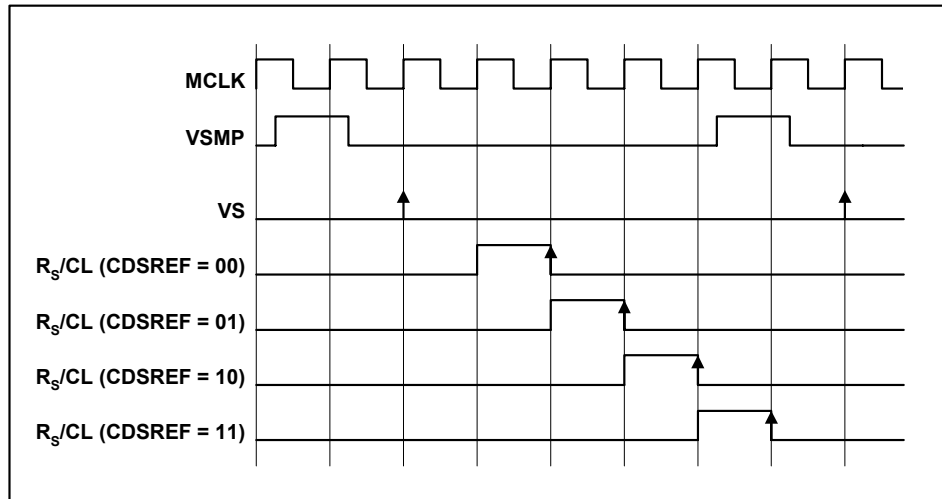 MCLK
VSMP
VS
RS/CL (CDSREF = 00)
RS/CL (CDSREF = 01)
RS/CL (CDSREF = 10)
RS/CL (CDSREF = 11)